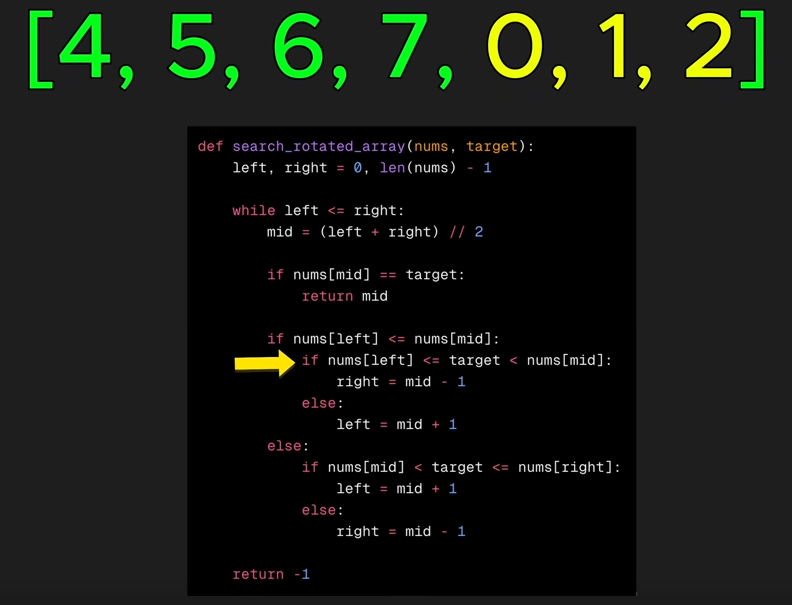 [4, 5, 6, 7, 0, 1, 2]
def search_rotated_array(nums, target):
    left, right = 0, len(nums) - 1
    while left <= right:
        mid = (left + right) // 2
        if nums[mid] == target:
            return mid
        if nums[left] <= nums[mid]:
            if nums[left] <= target < nums[mid]:
                right = mid - 1
            else:
                left = mid + 1
        else:
            if nums[mid] < target <= nums[right]:
                left = mid + 1
            else:
                right = mid - 1
    return -1